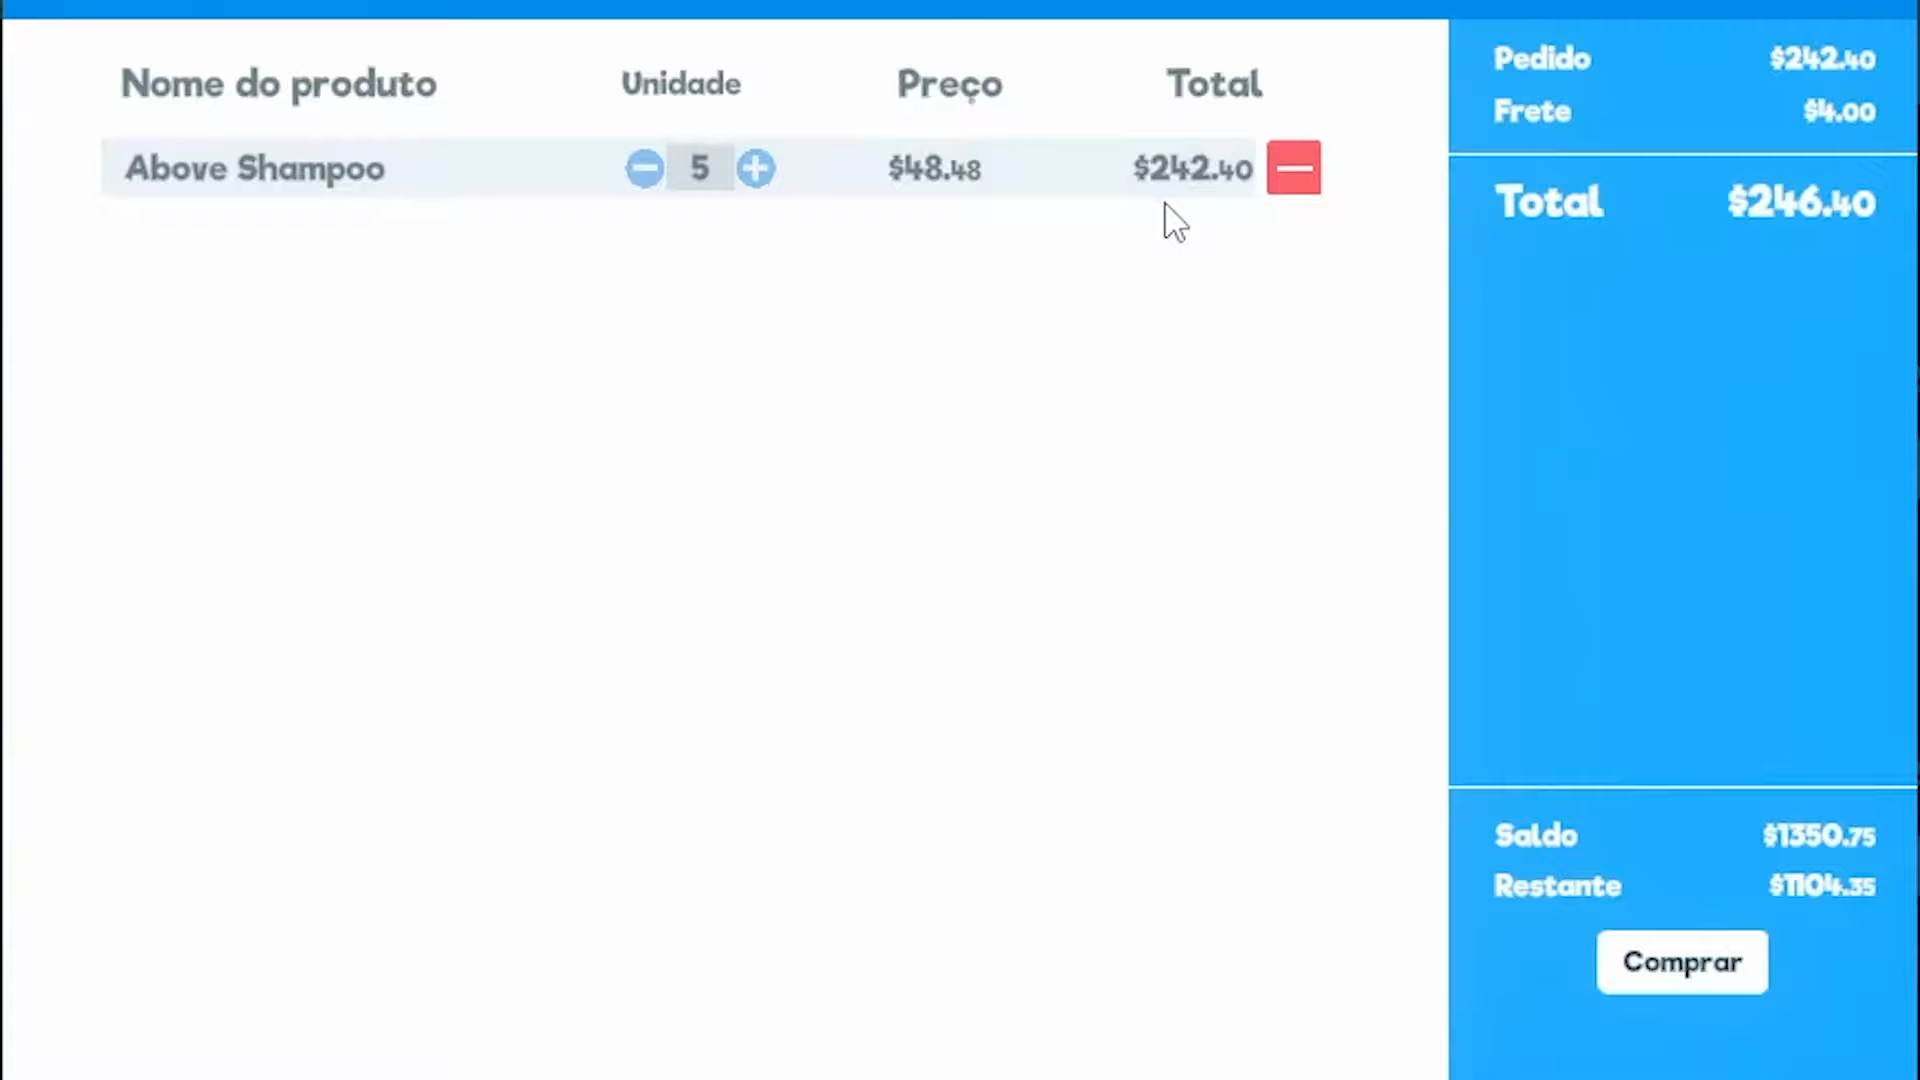 Nome do produto Unidade Preço Total
Above Shampoo 5 $48.48 $242.40
Pedido $242.40
Frete $4.00
Total $246.40
Saldo $1350.75
Restante $1104.35
Comprar